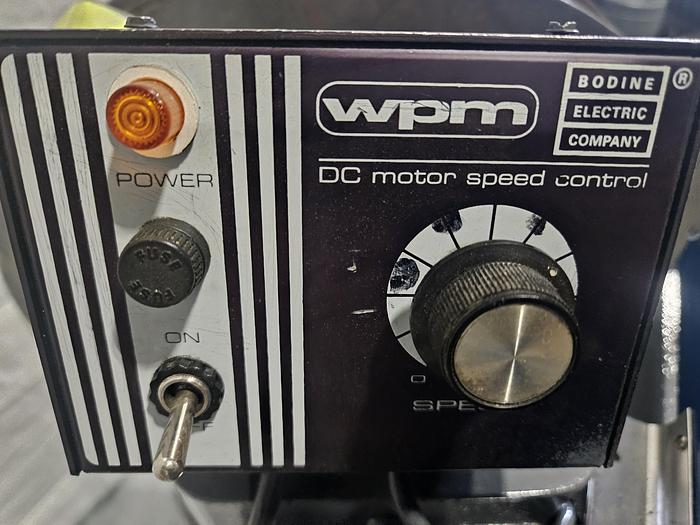 wpm
BODINE ®
ELECTRIC
COMPANY
DC motor speed control
POWER
FUSE
FUSE
ON
0